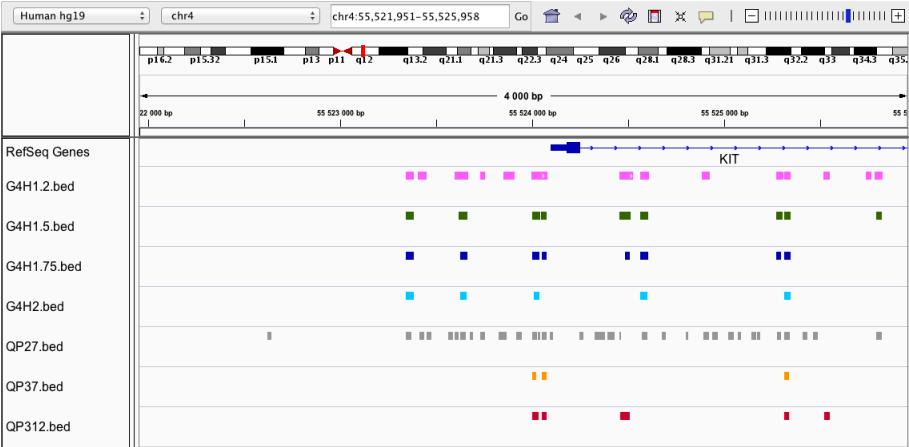 Human hg19 chr4 chr4:55,521,951-55,525,958 Go
p16.2 p15.32 p15.1 p13 p11 q12 q13.2 q21.1 q22.3 q24 q25 q26 q28.1 q28.3 q31.21 q31.3 q32.2 q33 q34.3 q35.
4 000 bp
22 000 bp 55 523 000 bp 55 524 000 bp 55 525 000 bp 55 5
RefSeq Genes
KIT
G4H1.2.bed
G4H1.5.bed
G4H1.75.bed
G4H2.bed
QP27.bed
QP37.bed
QP312.bed